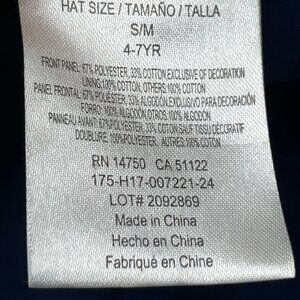 HAT SIZE / TAMAÑO / TALLA
S/M
4-7YR
FRONT PANEL: 67% POLYESTER, 33% COTTON EXCLUSIVE OF DECORATION
LINING: 100% COTTON, OTHERS: 100% COTTON
PANEL FRONTAL: 67% POLIESTER, 33% ALGODON, EXCLUSIVO PARA DECORACIÓN
FORRO: 100% ALGODÓN OTROS: 100% ALGODÓN
PANNEAU AVANT: 67% POLYESTER, 33% COTON, SAUF TISSU DECORATIF
DOUBLURE: 100% POLYESTER, AUTRES: 100% COTON
RN 14750 CA 51122
175-H17-007221-24
LOT# 2092869
Made in China
Hecho en China
Fabriqué en Chine